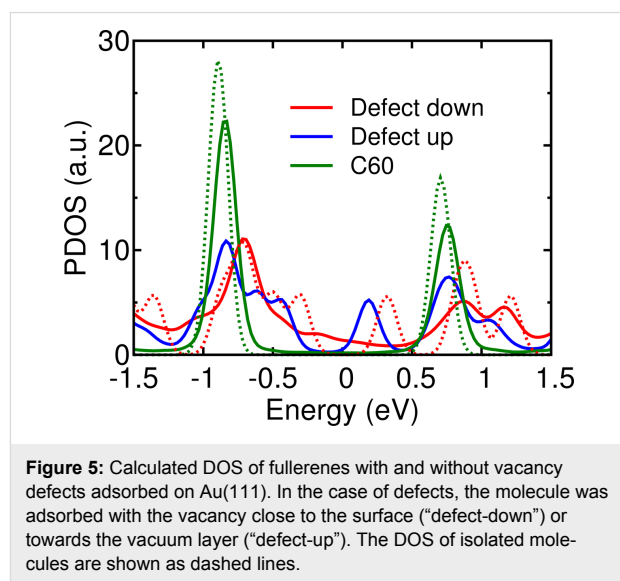 30
20
10
0
PDOS (a.u.)
Defect down
Defect up
C60
-1.5 -1 -0.5 0 0.5 1 1.5
Energy (eV)
Figure 5: Calculated DOS of fullerenes with and without vacancy
defects adsorbed on Au(111). In the case of defects, the molecule was
adsorbed with the vacancy close to the surface (“defect-down”) or
towards the vacuum layer (“defect-up”). The DOS of isolated mole-
cules are shown as dashed lines.